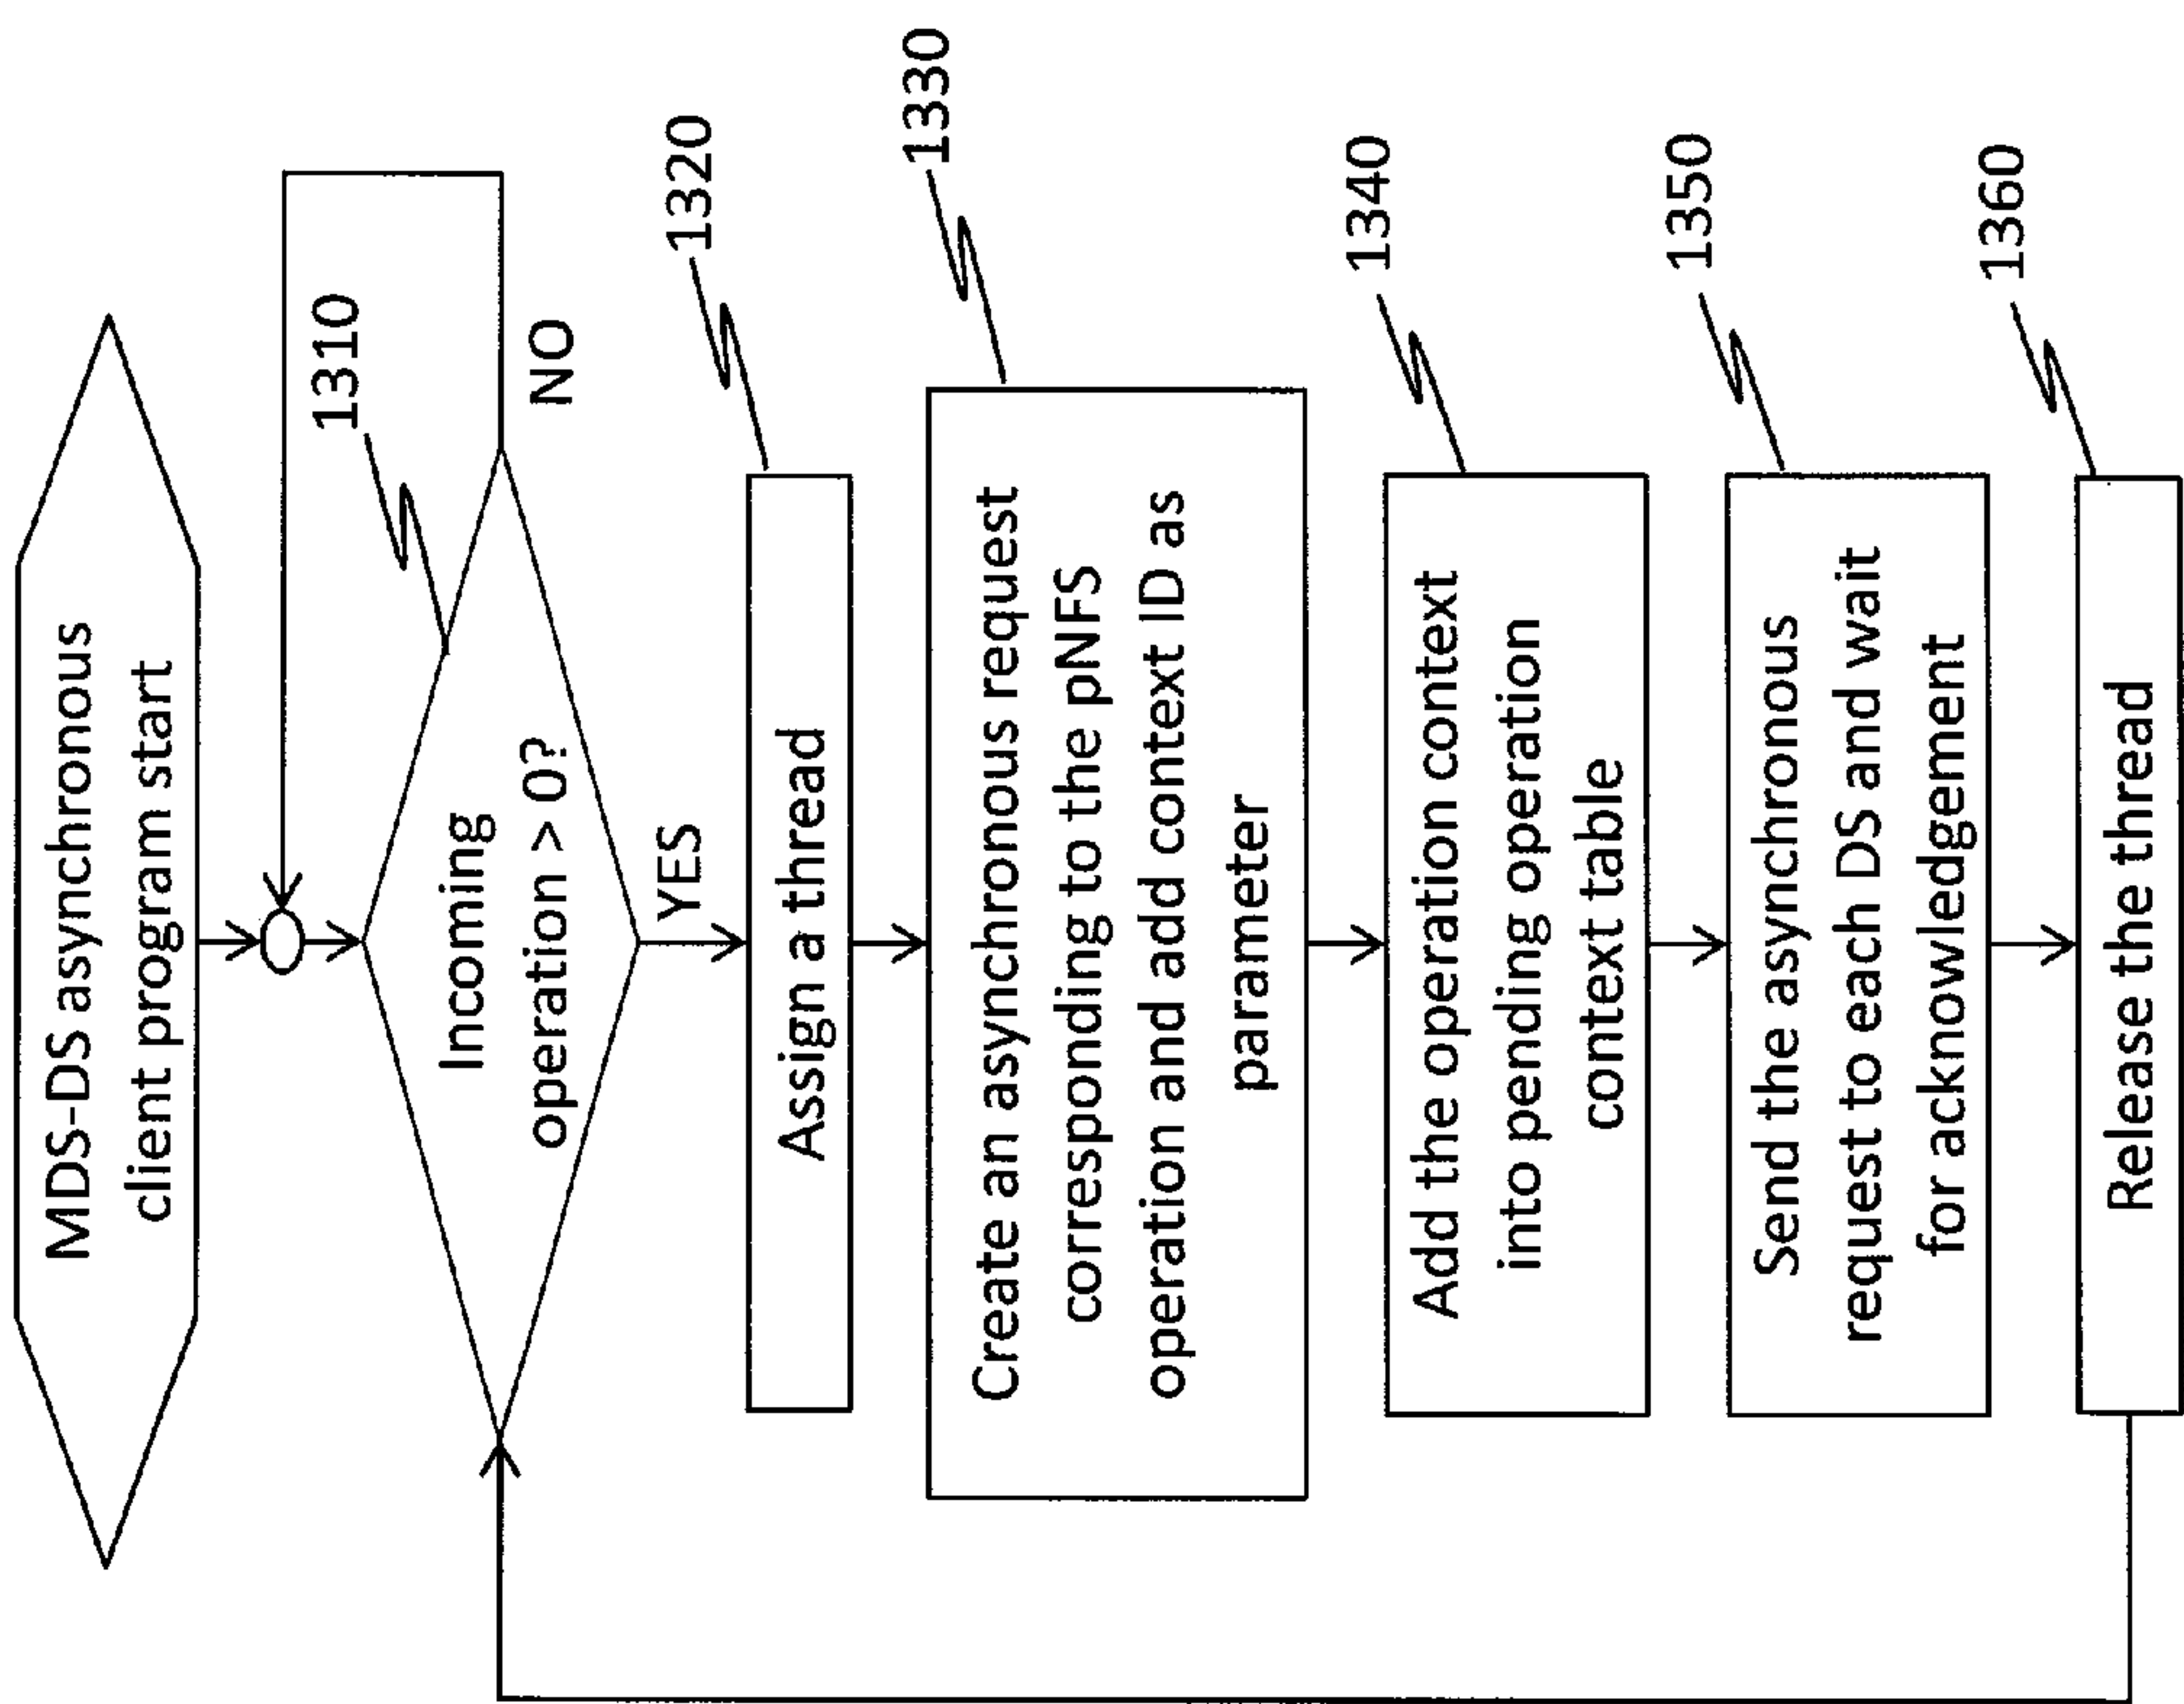 MDS-DS asynchronous
client program start
1310
Incoming
operation > 0?
NO
YES
1320
Assign a thread
1330
Create an asynchronous request
corresponding to the pNFS
operation and add context ID as
parameter
1340
Add the operation context
into pending operation
context table
1350
Send the asynchronous
request to each DS and wait
for acknowledgement
1360
Release the thread